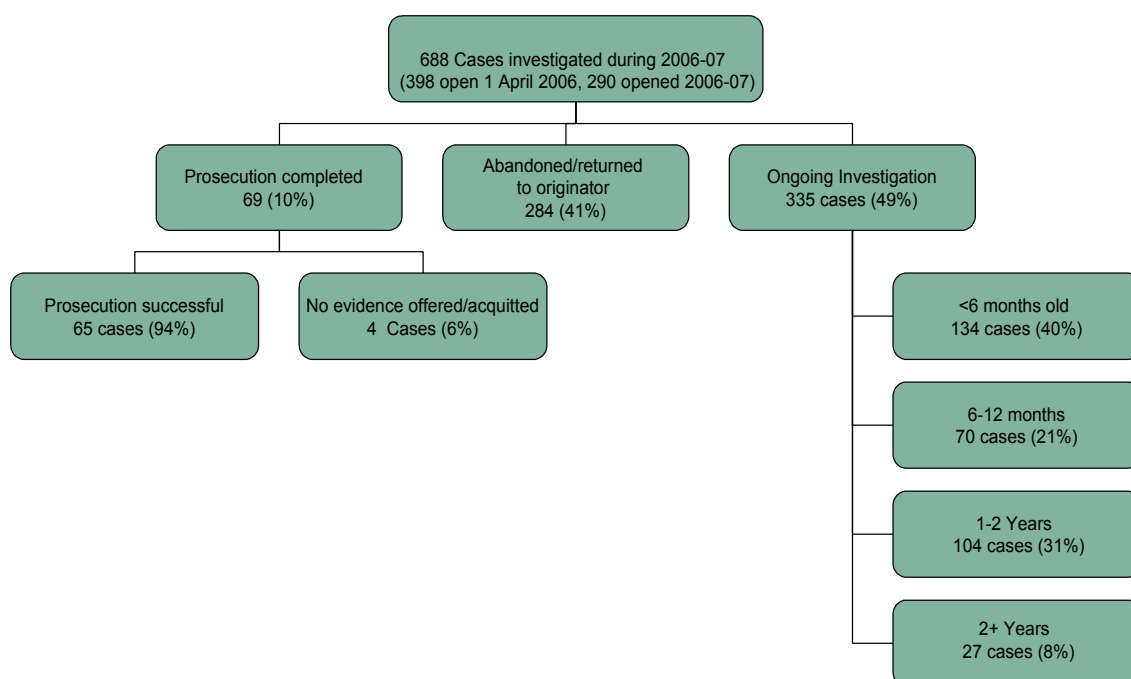 688 Cases investigated during 2006-07
(398 open 1 April 2006, 290 opened 2006-07)
Prosecution completed
69 (10%)
Abandoned/returned
to originator
284 (41%)
Ongoing Investigation
335 cases (49%)
Prosecution successful
65 cases (94%)
No evidence offered/acquitted
4 Cases (6%)
<6 months old
134 cases (40%)
6-12 months
70 cases (21%)
1-2 Years
104 cases (31%)
2+ Years
27 cases (8%)